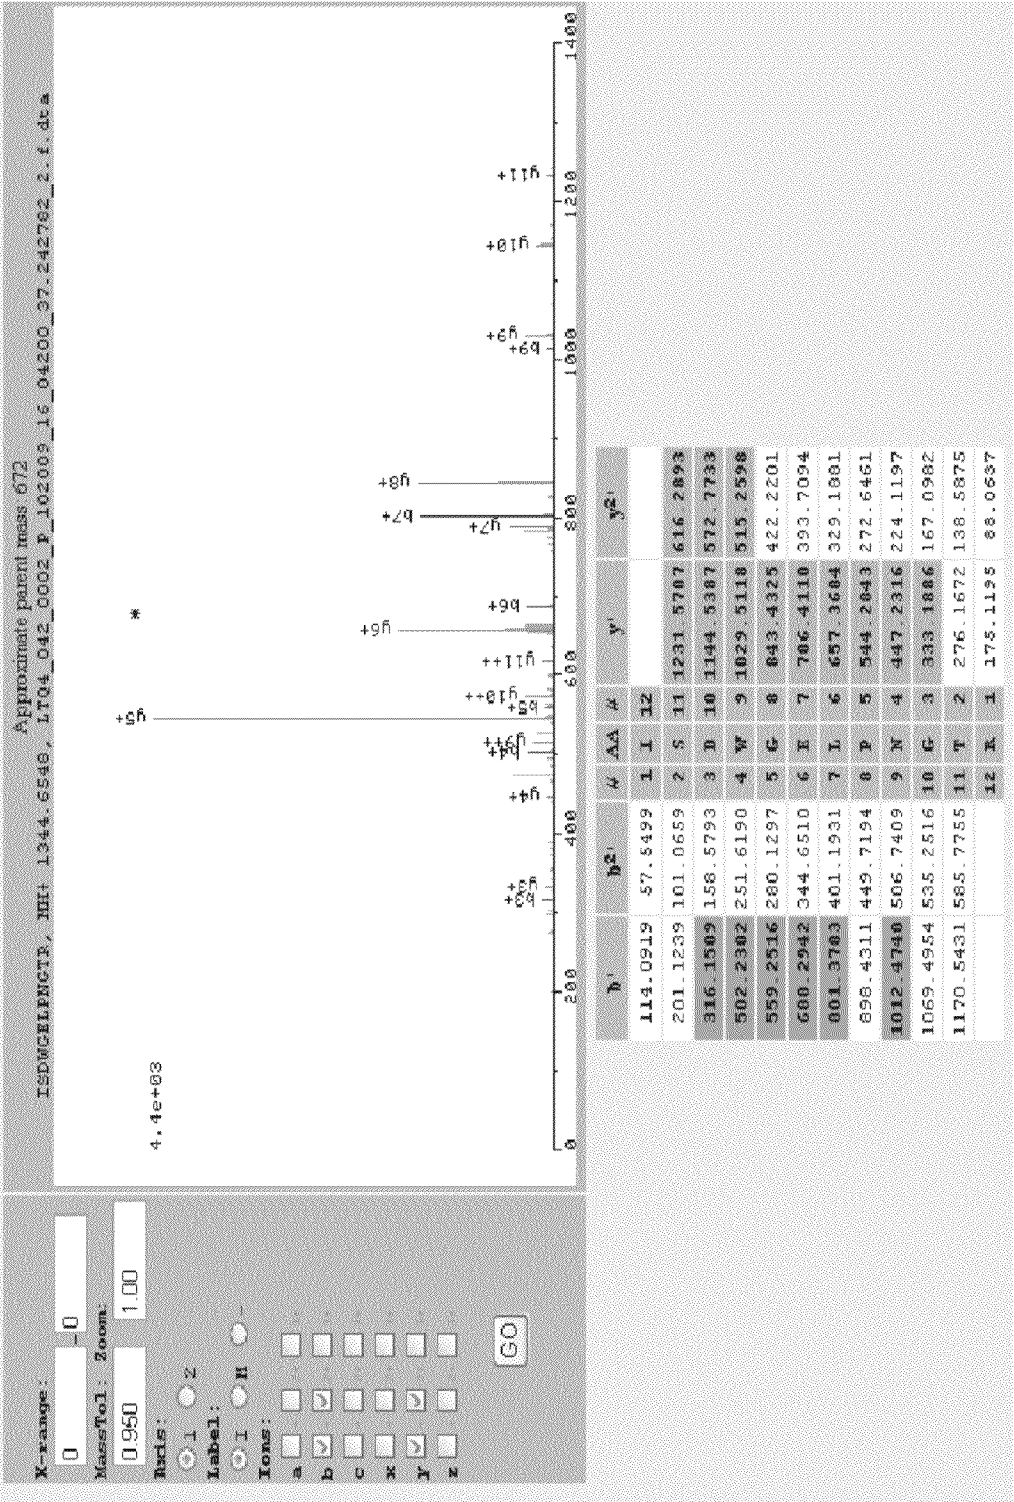 Approximate parent mass 672
ISDWGELPNGTR, MH+ 1344.6548, LTQ4_042_0002_P_102009_16_04200_37.242782_2.f.dta
X-range:
0 - 0
MassTol: Zoom:
0.950 1.00
Axis:
1 2
Label:
I M -
Ions:
a
b
c
x
y
z
GO
4.4e+03
*
y5+
y6+
b7+
y8+
y7+
b6+
y11++
y10++
b5+
y9++
b4+
y4+
y3+
b3+
y9+
b9+
y10+
y11+
0 200 400 600 800 1000 1200 1400
b+ b2+ # AA # y+ y2+
114.0919 57.5499 1 I 12
201.1239 101.0659 2 S 11 1231.5707 616.2893
316.1509 158.5793 3 D 10 1144.5387 572.7733
502.2302 251.6190 4 W 9 1029.5118 515.2598
559.2516 280.1297 5 G 8 843.4325 422.2201
688.2942 344.6510 6 E 7 786.4110 393.7094
801.3783 401.1931 7 L 6 657.3684 329.1881
898.4311 449.7194 8 P 5 544.2843 272.6461
1012.4740 506.7409 9 N 4 447.2316 224.1197
1069.4954 535.2516 10 G 3 333.1886 167.0982
1170.5431 585.7755 11 T 2 276.1672 138.5875
12 R 1 175.1195 88.0637